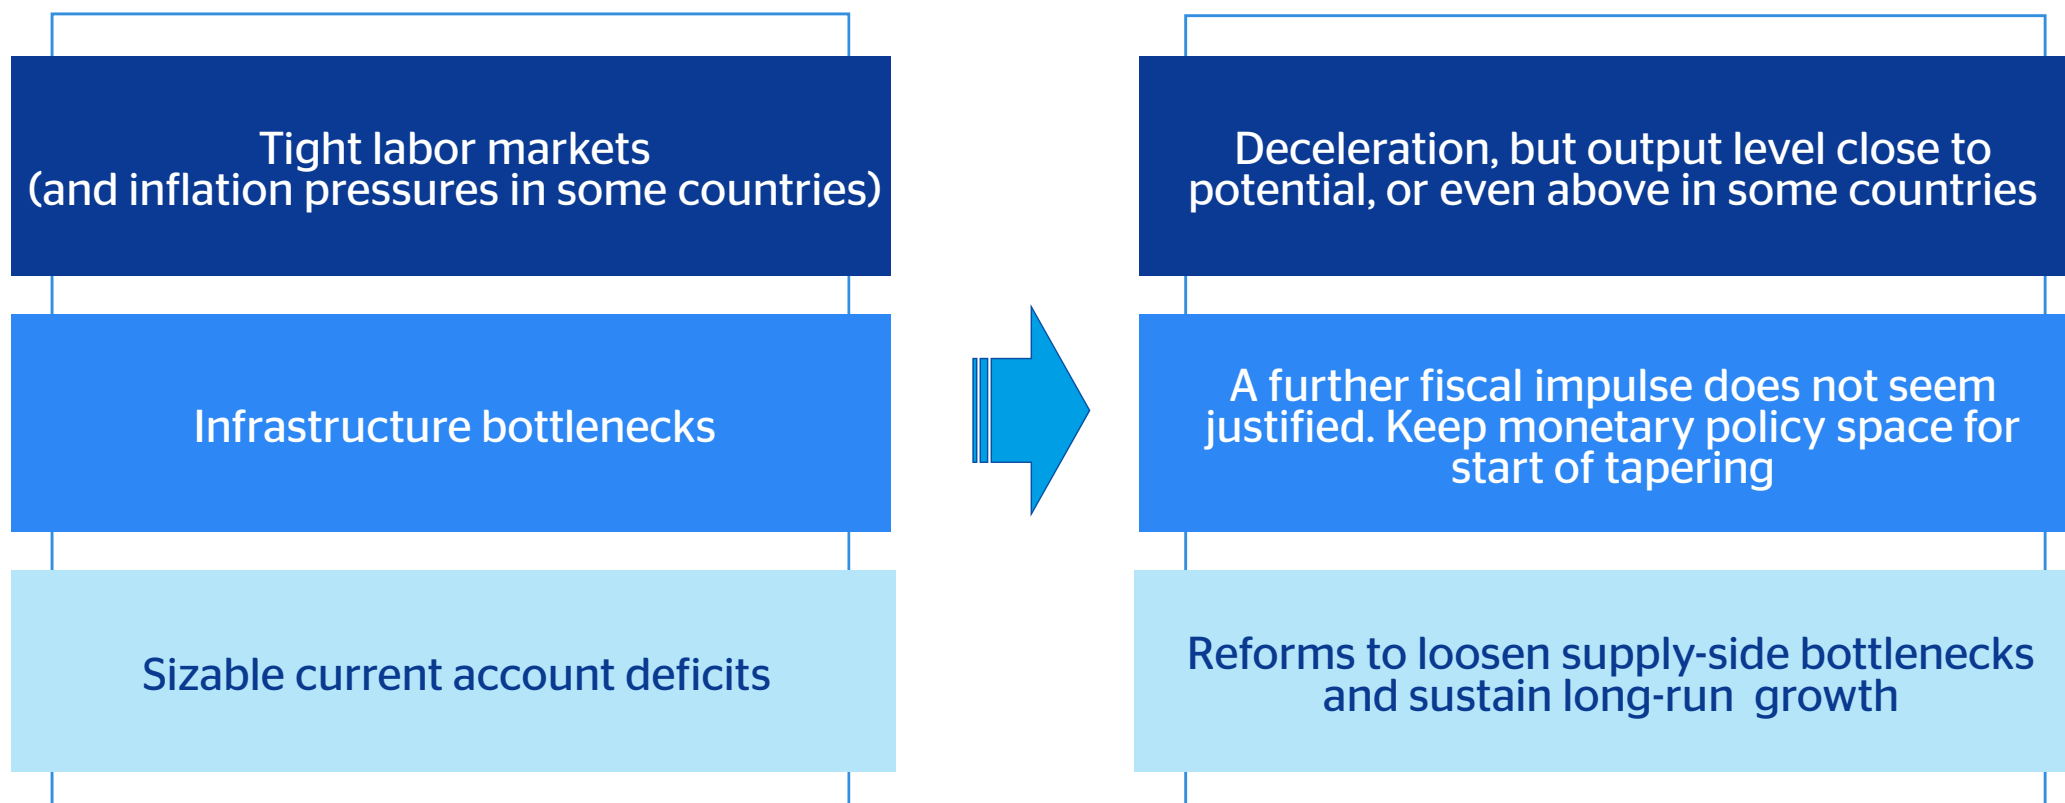 Tight labor markets
(and inflation pressures in some countries)
Infrastructure bottlenecks
Sizable current account deficits
Deceleration, but output level close to
potential, or even above in some countries
A further fiscal impulse does not seem
justified. Keep monetary policy space for
start of tapering
Reforms to loosen supply-side bottlenecks
and sustain long-run  growth